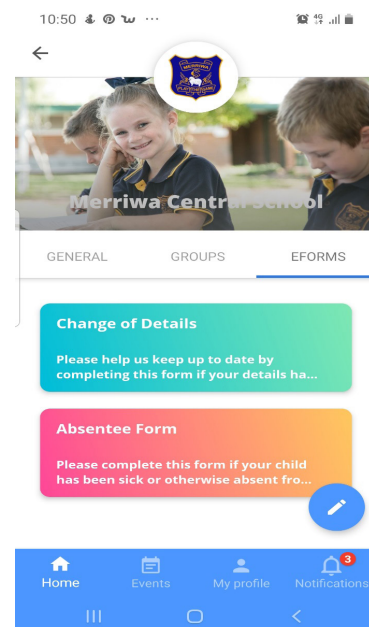 10:50
4G
MERRIWA
Merriwa Central School
GENERAL GROUPS EFORMS
Change of Details
Please help us keep up to date by
completing this form if your details ha...
Absentee Form
Please complete this form if your child
has been sick or otherwise absent fro...
3
Home Events My profile Notifications